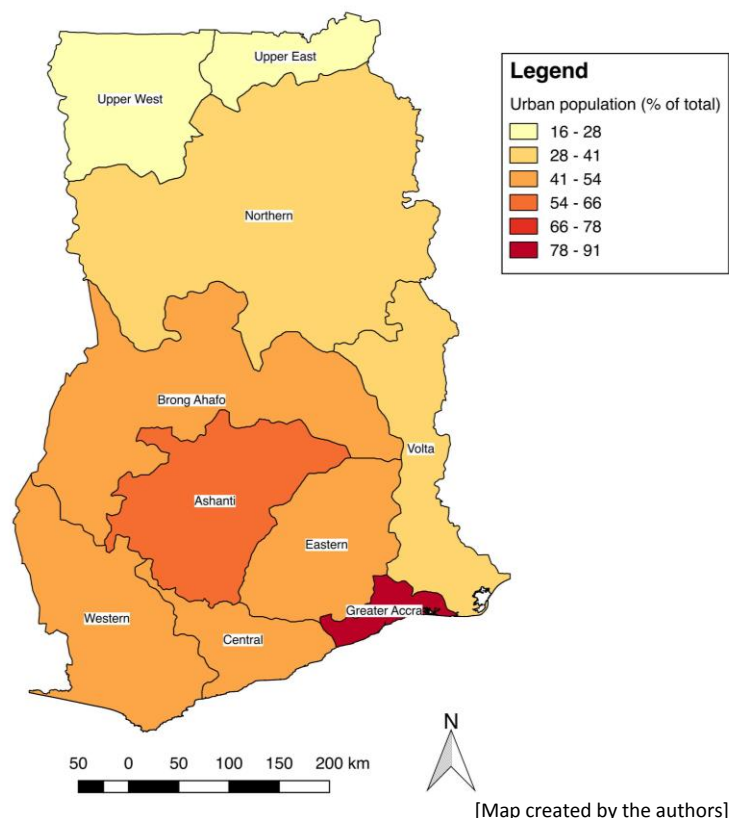 Upper East
Upper West
Northern
Brong Ahafo
Volta
Ashanti
Eastern
Greater Accra
Western
Central
Legend
Urban population (% of total)
16 - 28
28 - 41
41 - 54
54 - 66
66 - 78
78 - 91
N
50 0 50 100 150 200 km
[Map created by the authors]